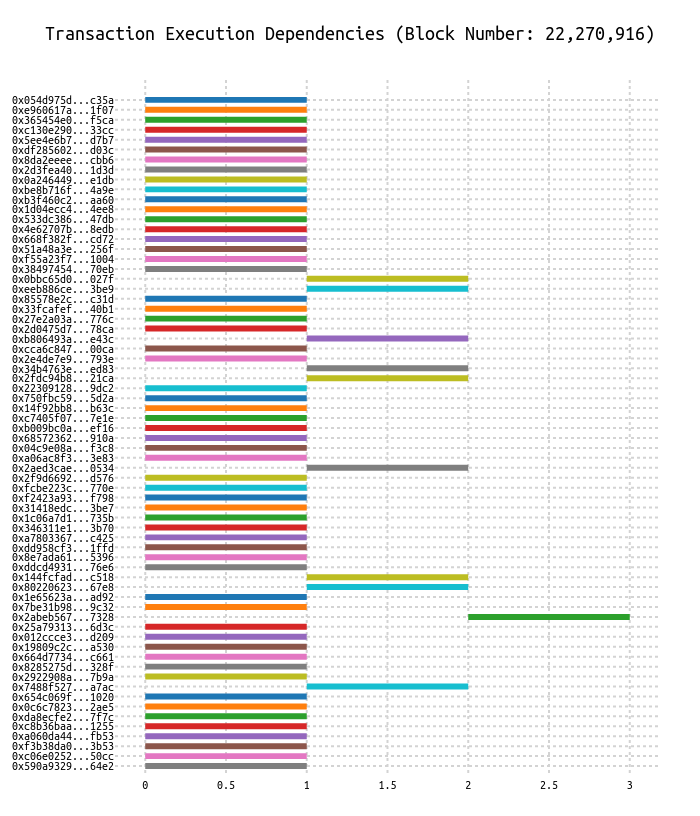 Transaction Execution Dependencies (Block Number: 22,270,916)
0x054d975d...c35a
0xe960617a...1f07
0x365454e0...f5ca
0xc130e290...33cc
0x5ee4e6b7...d7b7
0xdf285602...d03c
0x8da2eeee...cbb6
0x2d3fea40...1d3d
0x0a246449...e1db
0xbe8b716f...4a9e
0xb3f460c2...aa60
0x1d04ecc4...4ee8
0x533dc386...47db
0x4e62707b...8edb
0x668f382f...cd72
0x51a48a3e...256f
0xf55a23f7...1004
0x38497454...70eb
0x0bbc65d0...027f
0xeeb886ce...3be9
0x85578e2c...c31d
0x33fcafef...40b1
0x27e2a03a...776c
0x2d0475d7...78ca
0xb806493a...e43c
0xcca6c847...00ca
0x2e4de7e9...793e
0x34b4763e...ed83
0x2fdc94b8...21ca
0x22309128...9dc2
0x750fbc59...5d2a
0x14f92bb8...b63c
0xc7405f07...7e1e
0xb009bc0a...ef16
0x68572362...910a
0x04c9e08a...f3c8
0xa06ac8f3...3e83
0x2aed3cae...0534
0x2f9d6692...d576
0xfcbe223c...770e
0xf2423a93...f798
0x31418edc...3be7
0x1c06a7d1...735b
0x346311e1...3b70
0xa7803367...c425
0xdd958cf3...1ffd
0x8e7ada61...5396
0xddcd4931...76e6
0x144fcfad...c518
0x80220623...67e8
0x1e65623a...ad92
0x7be31b98...9c32
0x2abeb567...7328
0x25a79313...6d3c
0x012ccce3...d209
0x19809c2c...a530
0x664d7734...c661
0x8285275d...328f
0x2922908a...7b9a
0x7488f527...a7ac
0x654c069f...1020
0x0c6c7823...2ae5
0xda8ecfe2...7f7c
0xc8b36baa...1255
0xa060da44...fb53
0xf3b38da0...3b53
0xc06e0252...50cc
0x590a9329...64e2
0 0.5 1 1.5 2 2.5 3